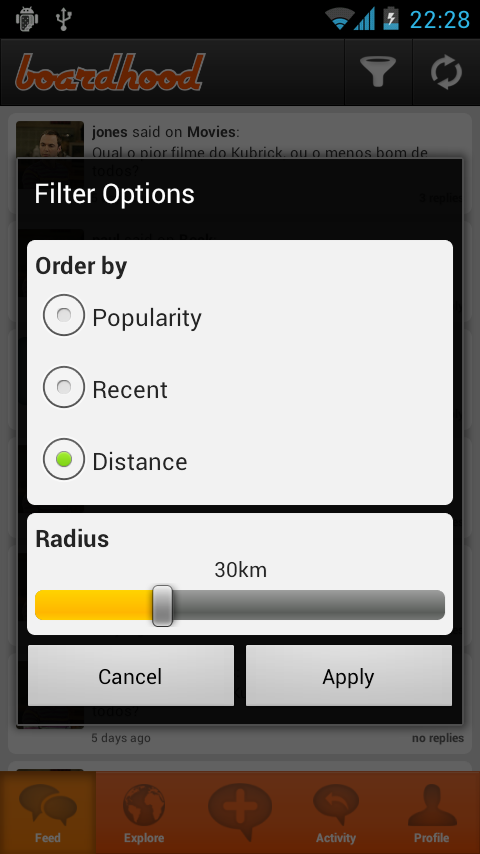 22:28
boardhood
jones said on Movies:
Qual o pior filme do Kubrick, ou o menos bom de
todos?
Filter Options
Order by
Popularity
Recent
Distance
Radius
30km
Cancel
Apply
todos?
5 days ago
no replies
Feed
Explore
Activity
Profile